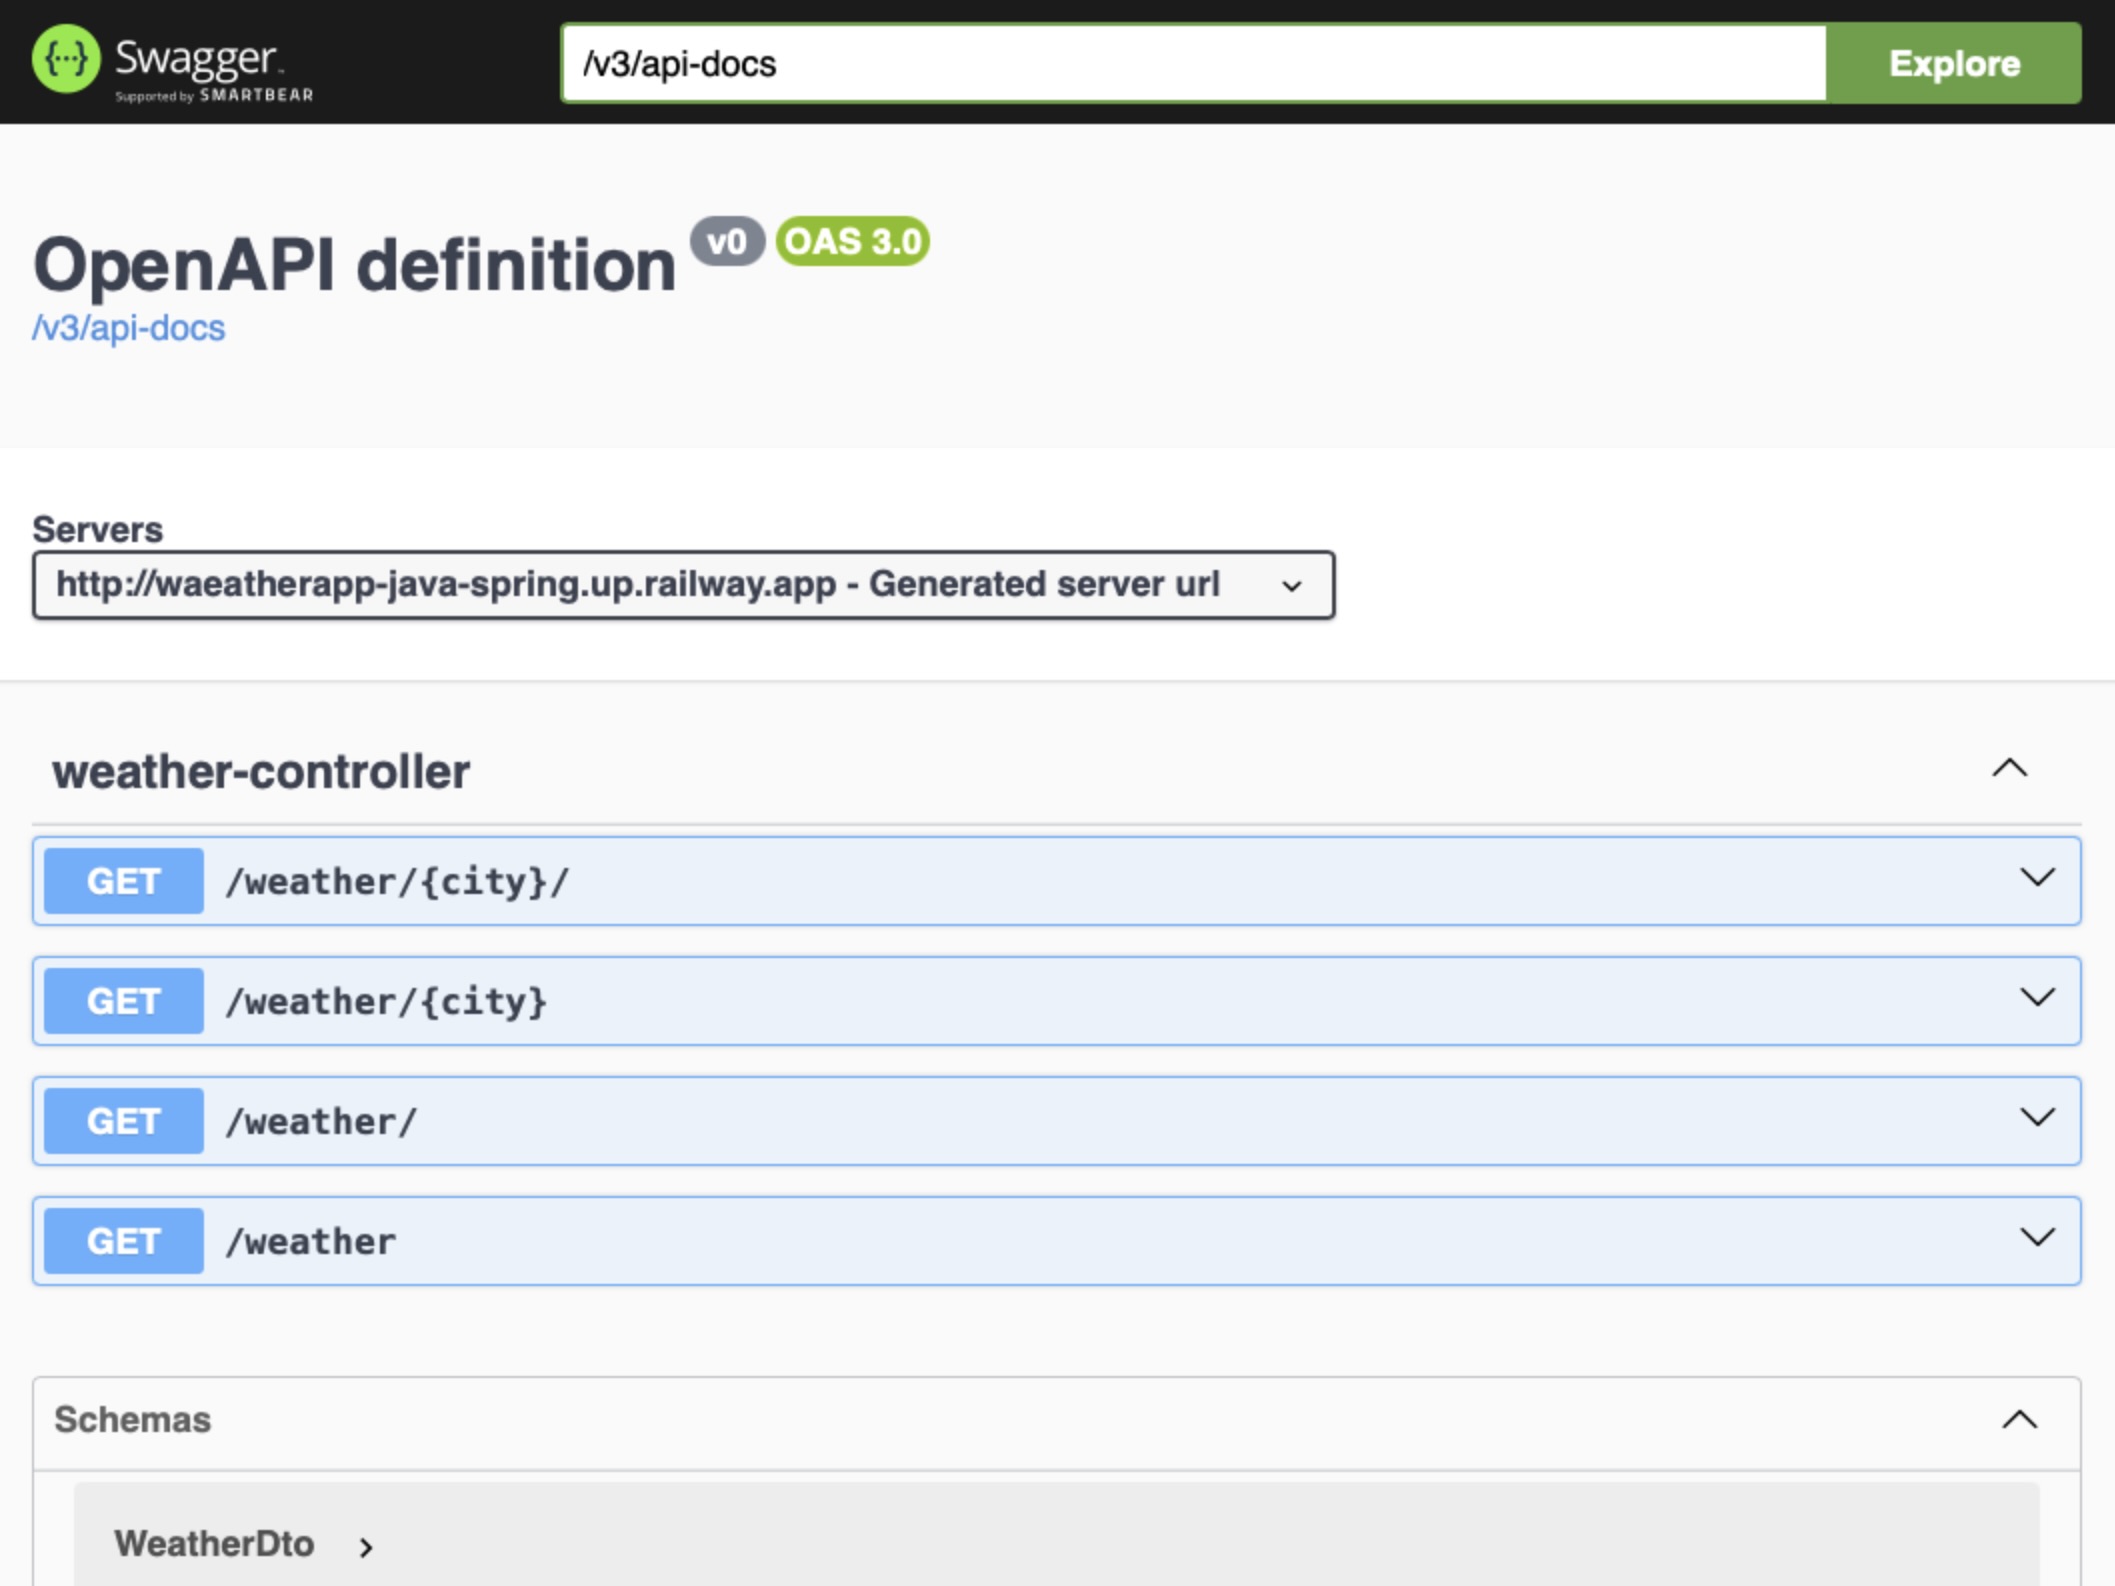 Swagger
Supported by SMARTBEAR
/v3/api-docs
Explore
OpenAPI definition v0 OAS 3.0
/v3/api-docs
Servers
http://waeatherapp-java-spring.up.railway.app - Generated server url
weather-controller
GET /weather/{city}/
GET /weather/{city}
GET /weather/
GET /weather
Schemas
WeatherDto